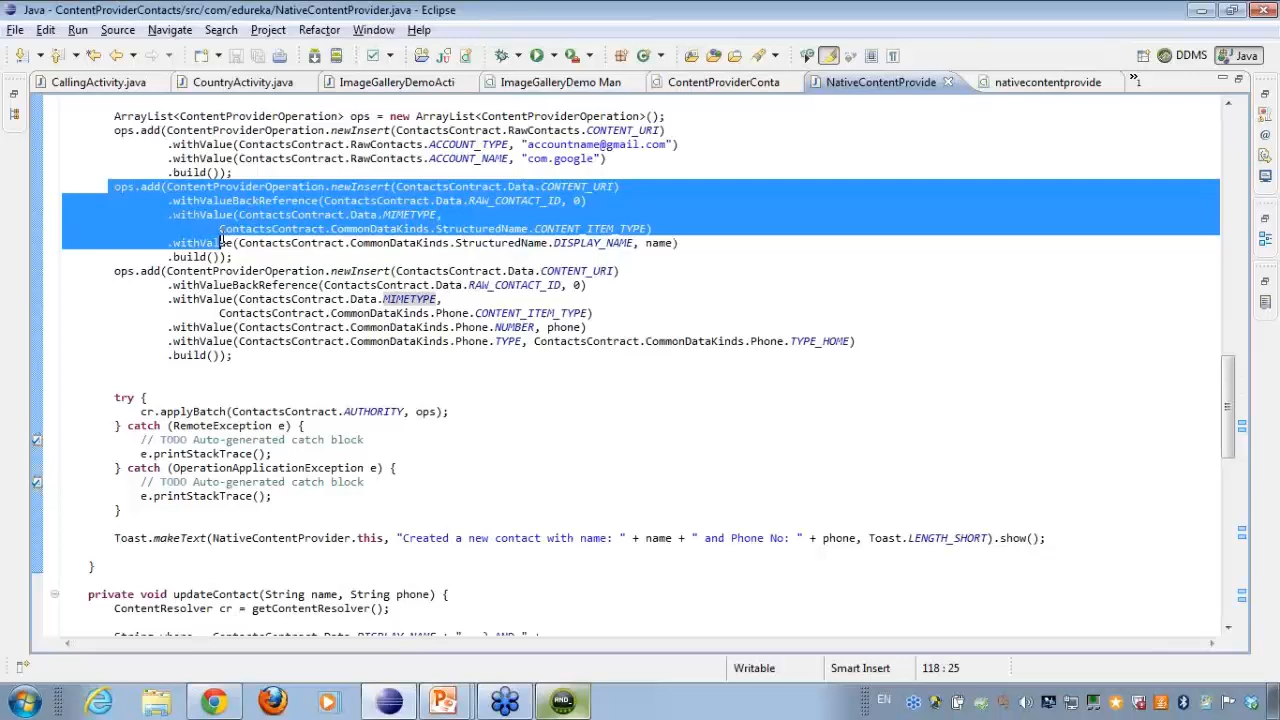 Java - ContentProviderContacts/src/com/edureka/NativeContentProvider.java - Eclipse
File Edit Run Source Navigate Search Project Refactor Window Help
DDMS Java
CallingActivity.java CountryActivity.java ImageGalleryDemoActi ImageGalleryDemo Man ContentProviderConta NativeContentProvide nativecontentprovide 1
ArrayList<ContentProviderOperation> ops = new ArrayList<ContentProviderOperation>();
ops.add(ContentProviderOperation.newInsert(ContactsContract.RawContacts.CONTENT_URI)
.withValue(ContactsContract.RawContacts.ACCOUNT_TYPE, "accountname@gmail.com")
.withValue(ContactsContract.RawContacts.ACCOUNT_NAME, "com.google")
.build());
ops.add(ContentProviderOperation.newInsert(ContactsContract.Data.CONTENT_URI)
.withValueBackReference(ContactsContract.Data.RAW_CONTACT_ID, 0)
.withValue(ContactsContract.Data.MIMETYPE,
ContactsContract.CommonDataKinds.StructuredName.CONTENT_ITEM_TYPE)
.withValue(ContactsContract.CommonDataKinds.StructuredName.DISPLAY_NAME, name)
.build());
ops.add(ContentProviderOperation.newInsert(ContactsContract.Data.CONTENT_URI)
.withValueBackReference(ContactsContract.Data.RAW_CONTACT_ID, 0)
.withValue(ContactsContract.Data.MIMETYPE,
ContactsContract.CommonDataKinds.Phone.CONTENT_ITEM_TYPE)
.withValue(ContactsContract.CommonDataKinds.Phone.NUMBER, phone)
.withValue(ContactsContract.CommonDataKinds.Phone.TYPE, ContactsContract.CommonDataKinds.Phone.TYPE_HOME)
.build());
try {
cr.applyBatch(ContactsContract.AUTHORITY, ops);
} catch (RemoteException e) {
// TODO Auto-generated catch block
e.printStackTrace();
} catch (OperationApplicationException e) {
// TODO Auto-generated catch block
e.printStackTrace();
}
Toast.makeText(NativeContentProvider.this, "Created a new contact with name: " + name + " and Phone No: " + phone, Toast.LENGTH_SHORT).show();
}
private void updateContact(String name, String phone) {
ContentResolver cr = getContentResolver();
Writable Smart Insert 118 : 25
EN